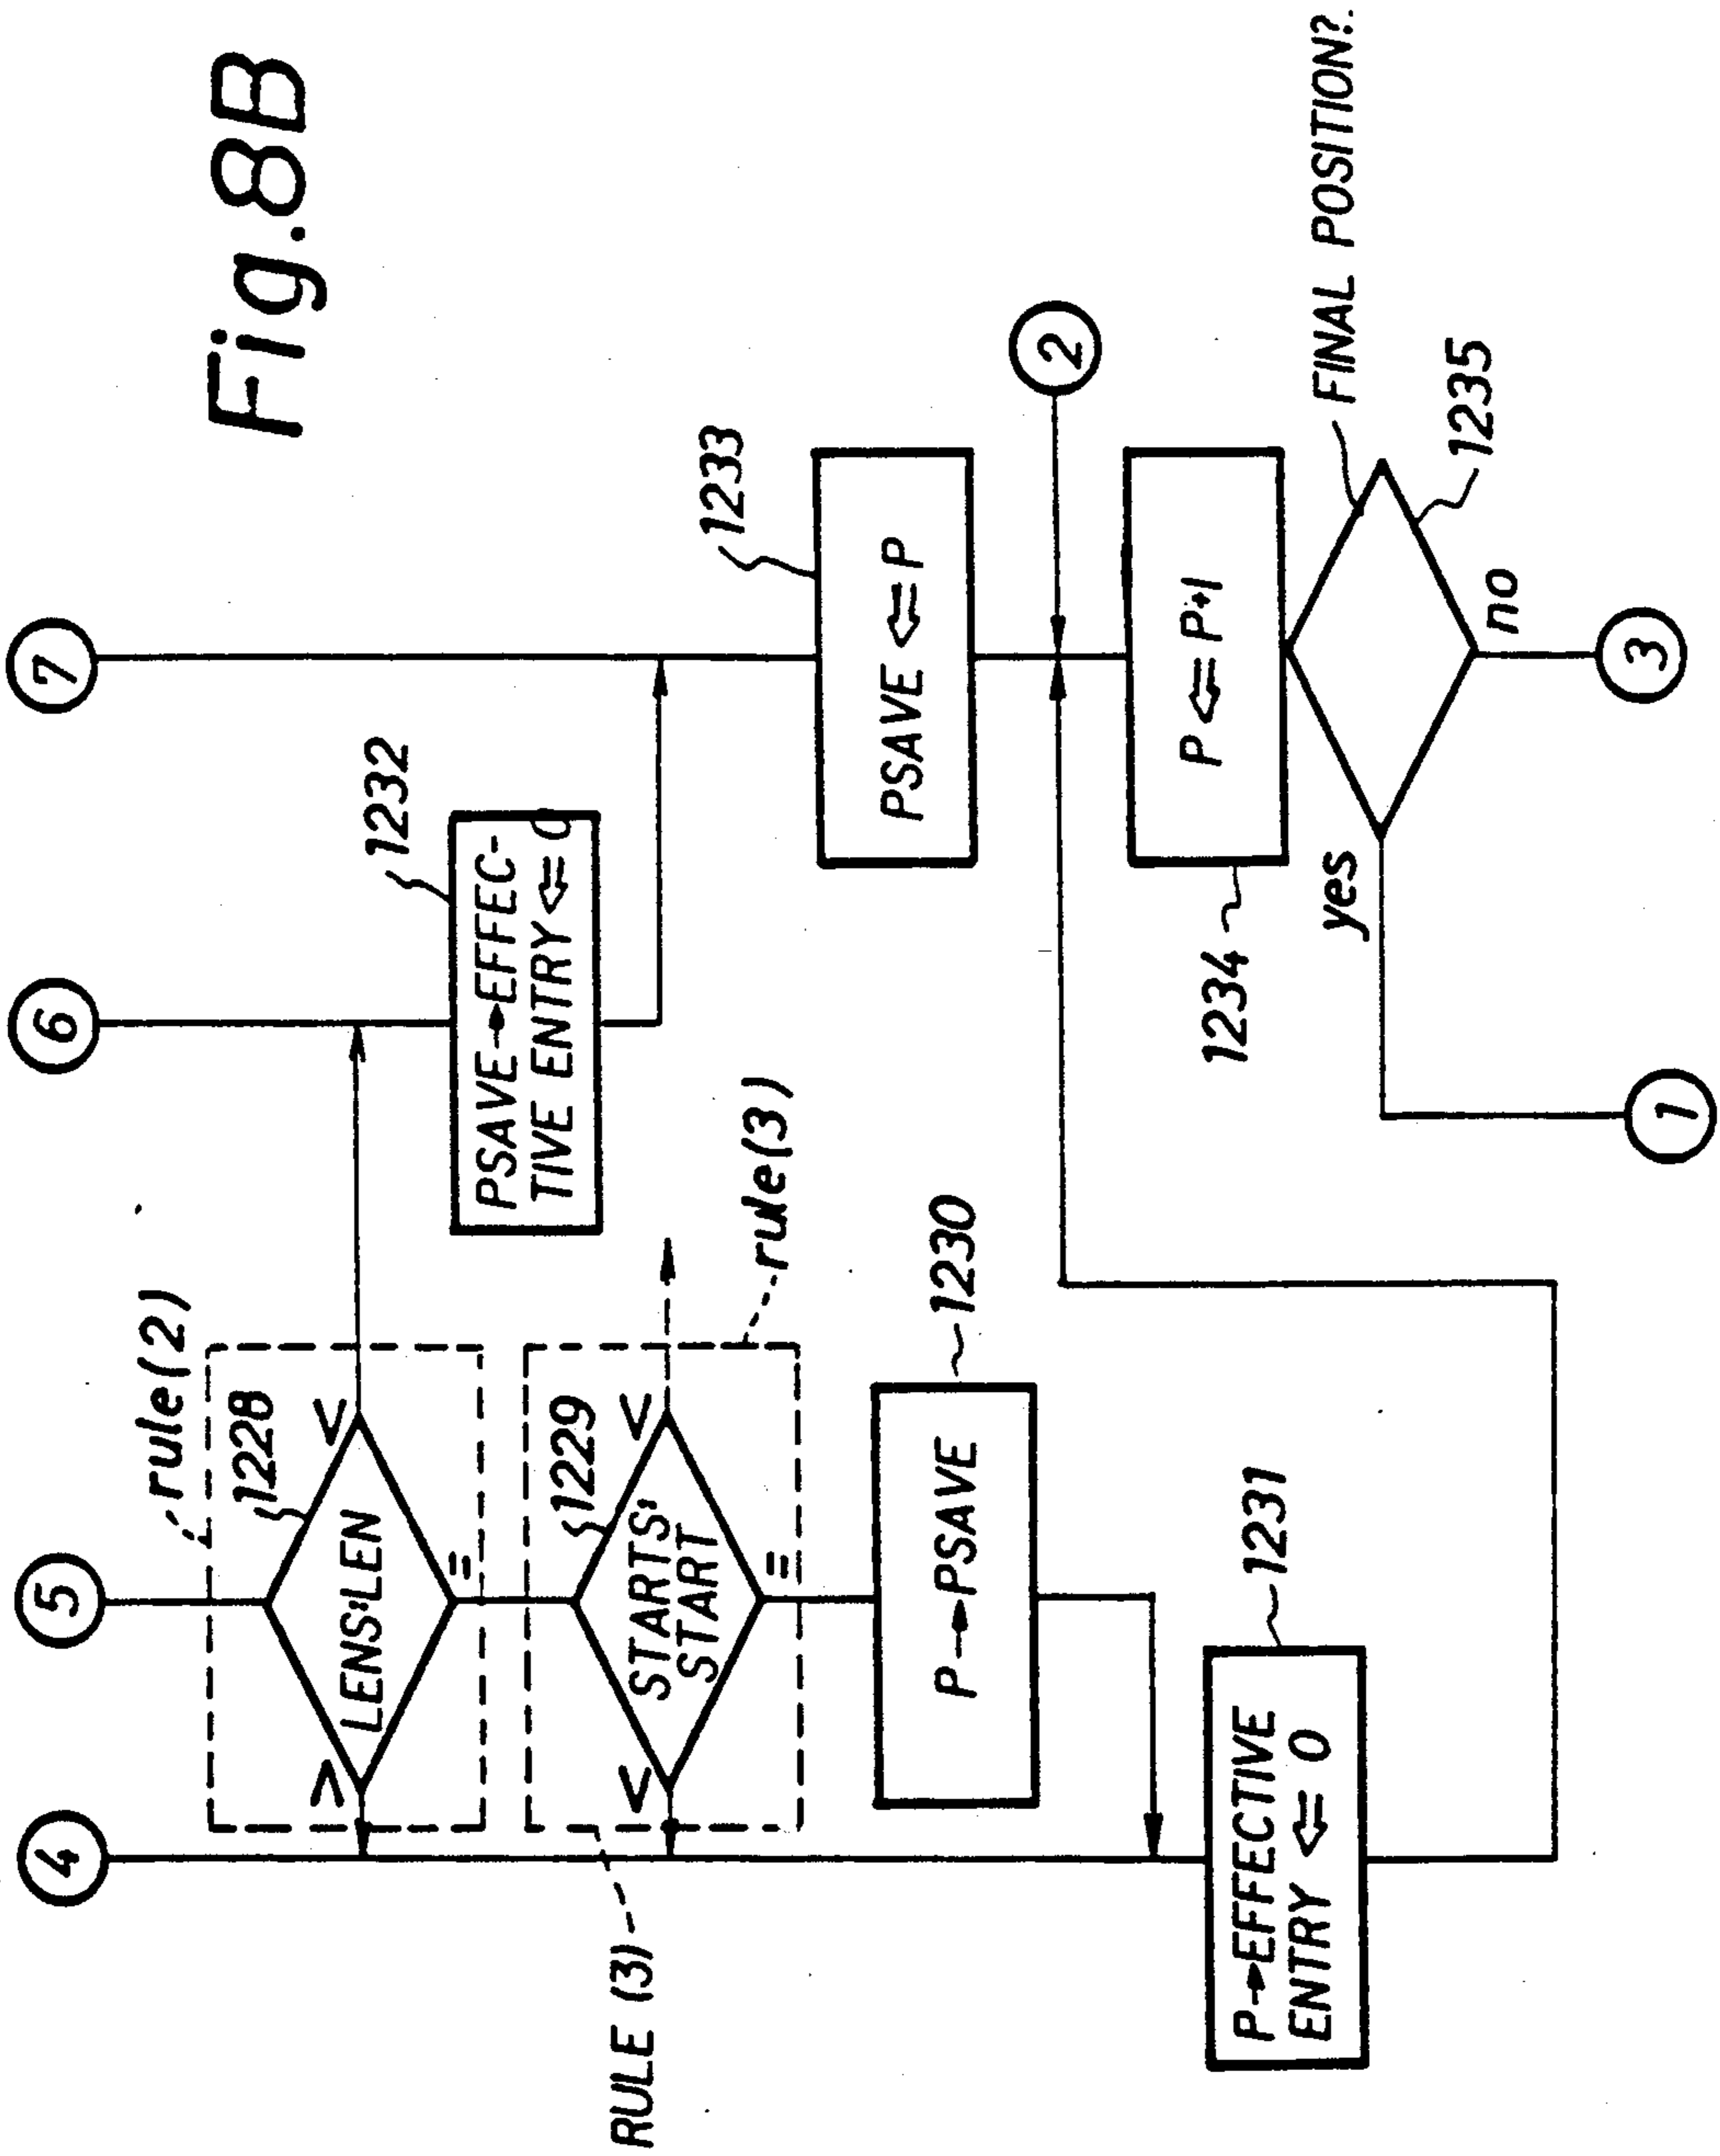 ④
⑤
⑥
⑦
Fig.8B
rule(2)
1228
>
LENS:LEN
<
=
1232
PSAVE→EFFEC-
TIVE ENTRY⇐0
RULE (3)
1229
<
STARTS:
START
<
=
rule(3)
1233
PSAVE ⇐ P
P→PSAVE
1230
②
P→EFFECTIVE
ENTRY ⇐ 0
1231
1234
P ⇐ P+1
yes
FINAL POSITION?
1235
no
①
③